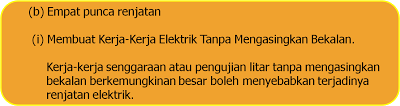 (b) Empat punca renjatan
(i) Membuat Kerja-Kerja Elektrik Tanpa Mengasingkan Bekalan.
Kerja-kerja senggaraan atau pengujian litar tanpa mengasingkan
bekalan berkemungkinan besar boleh menyebabkan terjadinya
renjatan elektrik.